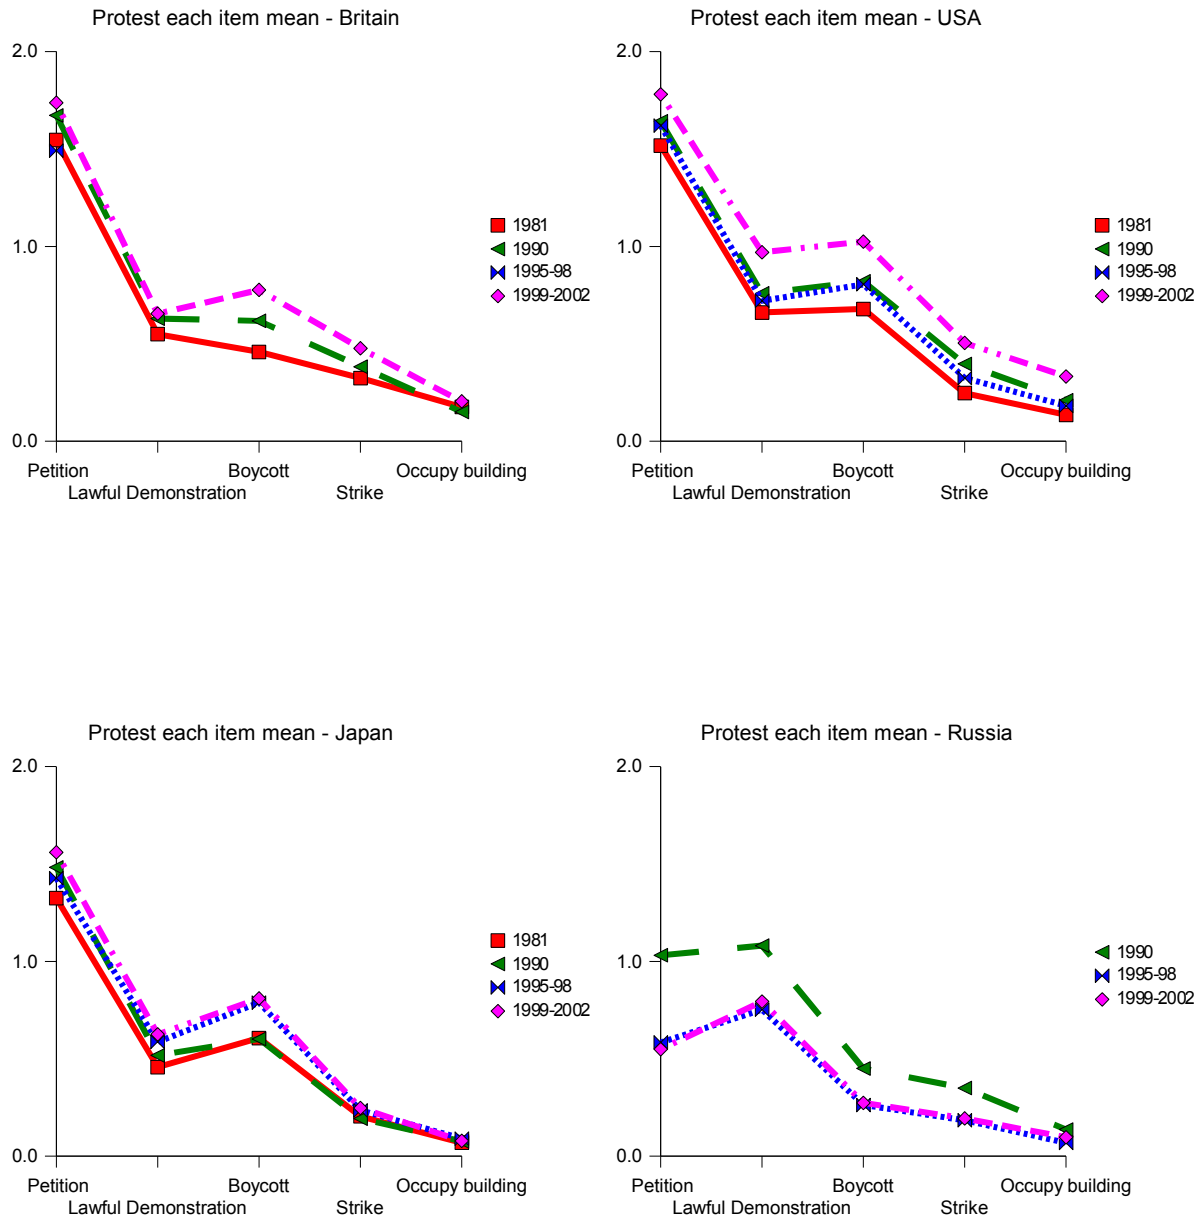 Protest each item mean - Britain
2.0
1.0
0.0
Petition
Lawful Demonstration
Boycott
Strike
Occupy building
1981
1990
1995-98
1999-2002
Protest each item mean - USA
2.0
1.0
0.0
Petition
Lawful Demonstration
Boycott
Strike
Occupy building
1981
1990
1995-98
1999-2002
Protest each item mean - Japan
2.0
1.0
0.0
Petition
Lawful Demonstration
Boycott
Strike
Occupy building
1981
1990
1995-98
1999-2002
Protest each item mean - Russia
2.0
1.0
0.0
Petition
Lawful Demonstration
Boycott
Strike
Occupy building
1990
1995-98
1999-2002